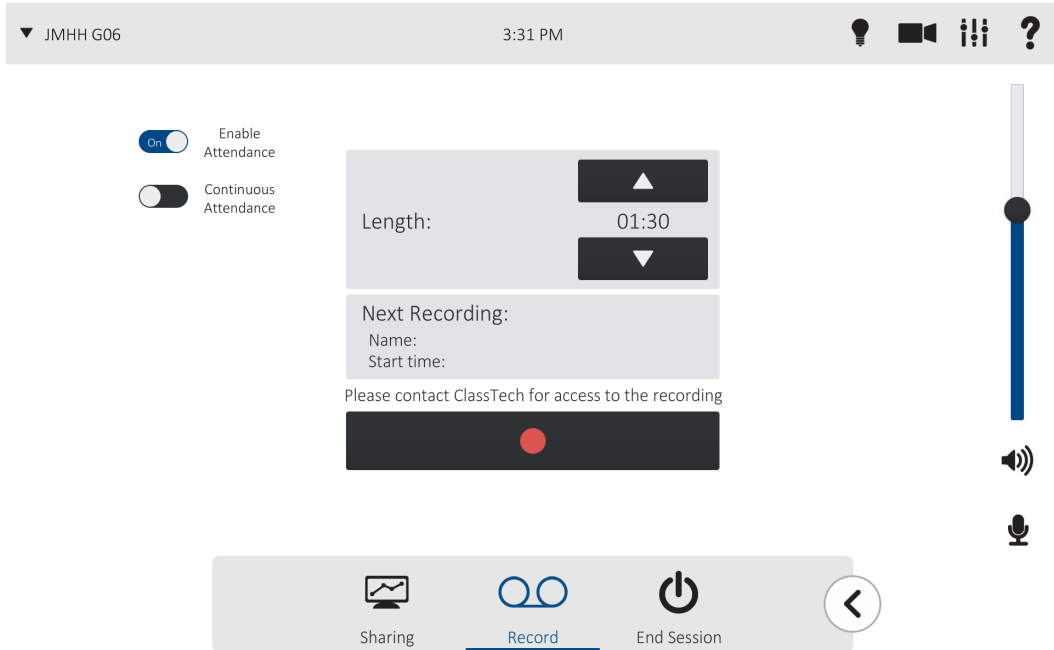 ▼ JMHH G06
3:31 PM
?
On
Enable
Attendance
Continuous
Attendance
Length:
01:30
Next Recording:
Name:
Start time:
Please contact ClassTech for access to the recording
Sharing
Record
End Session